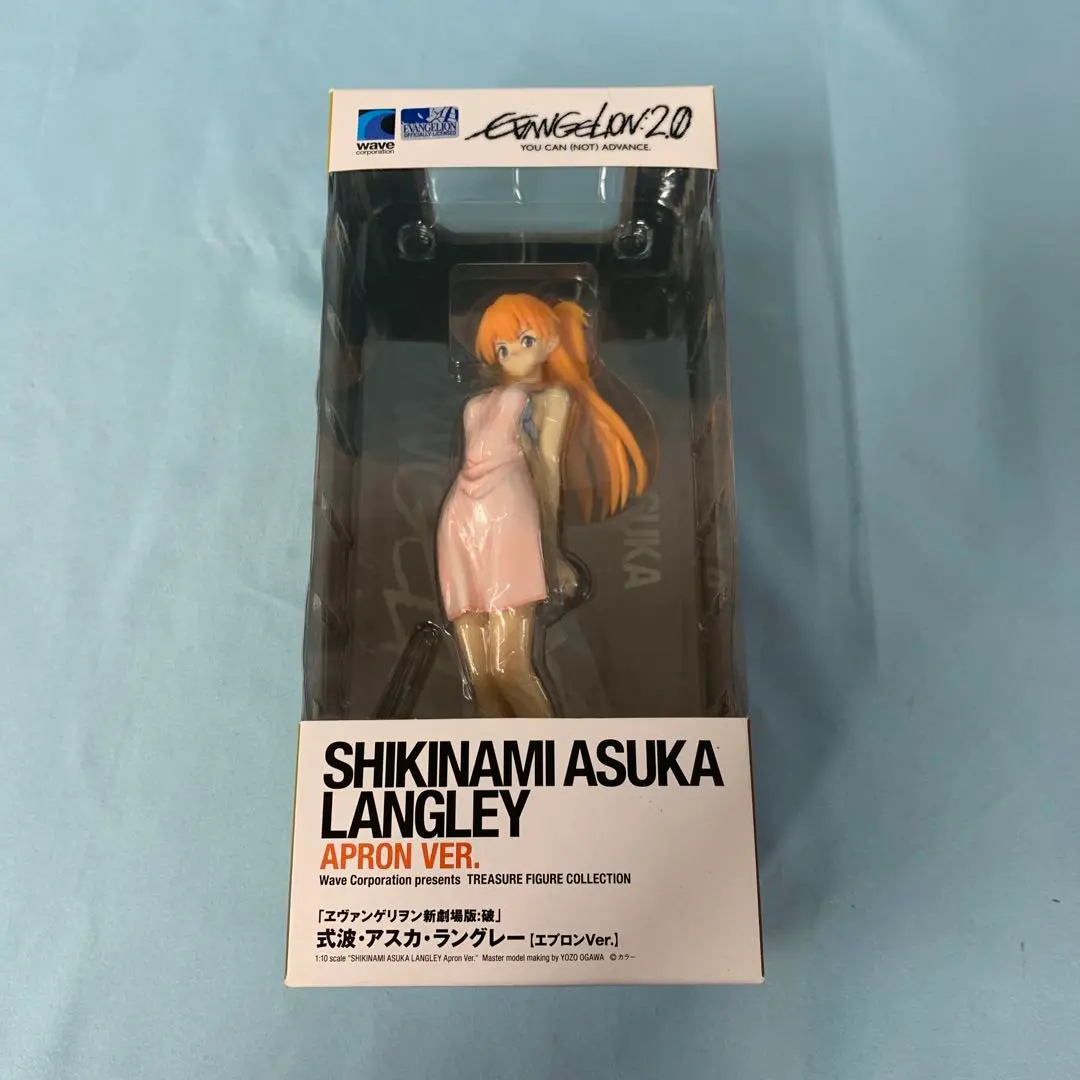 wave
corporation
EVANGELION
OFFICIALLY LICENSED
EVANGELION:2.0
YOU CAN (NOT) ADVANCE.
SUKA
SHIKINAMI ASUKA
LANGLEY
APRON VER.
Wave Corporation presents TREASURE FIGURE COLLECTION
「ヱヴァンゲリヲン新劇場版:破」
式波・アスカ・ラングレー【エプロンVer.】
1:10 scale "SHIKINAMI ASUKA LANGLEY Apron Ver." Master model making by YOZO OGAWA ©カラー